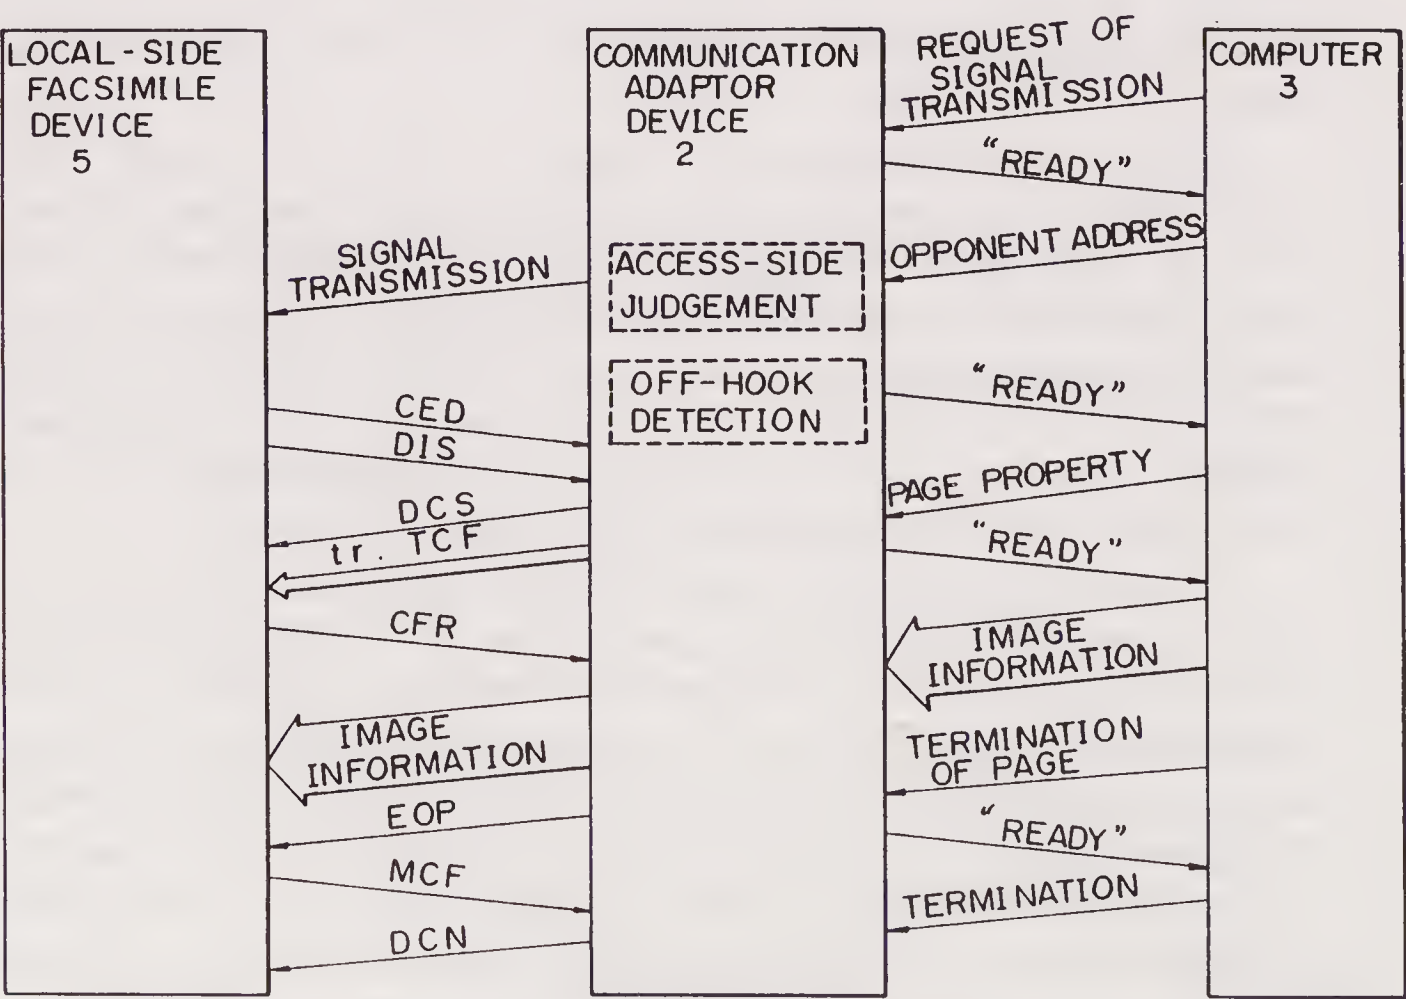 LOCAL-SIDE
FACSIMILE
DEVICE
5
COMMUNICATION
ADAPTOR
DEVICE
2
REQUEST OF
SIGNAL
TRANSMISSION
COMPUTER
3
"READY"
OPPONENT ADDRESS
SIGNAL
TRANSMISSION
ACCESS-SIDE
JUDGEMENT
OFF-HOOK
DETECTION
"READY"
CED
DIS
PAGE PROPERTY
DCS
tr. TCF
"READY"
CFR
IMAGE
INFORMATION
IMAGE
INFORMATION
TERMINATION
OF PAGE
EOP
"READY"
MCF
TERMINATION
DCN